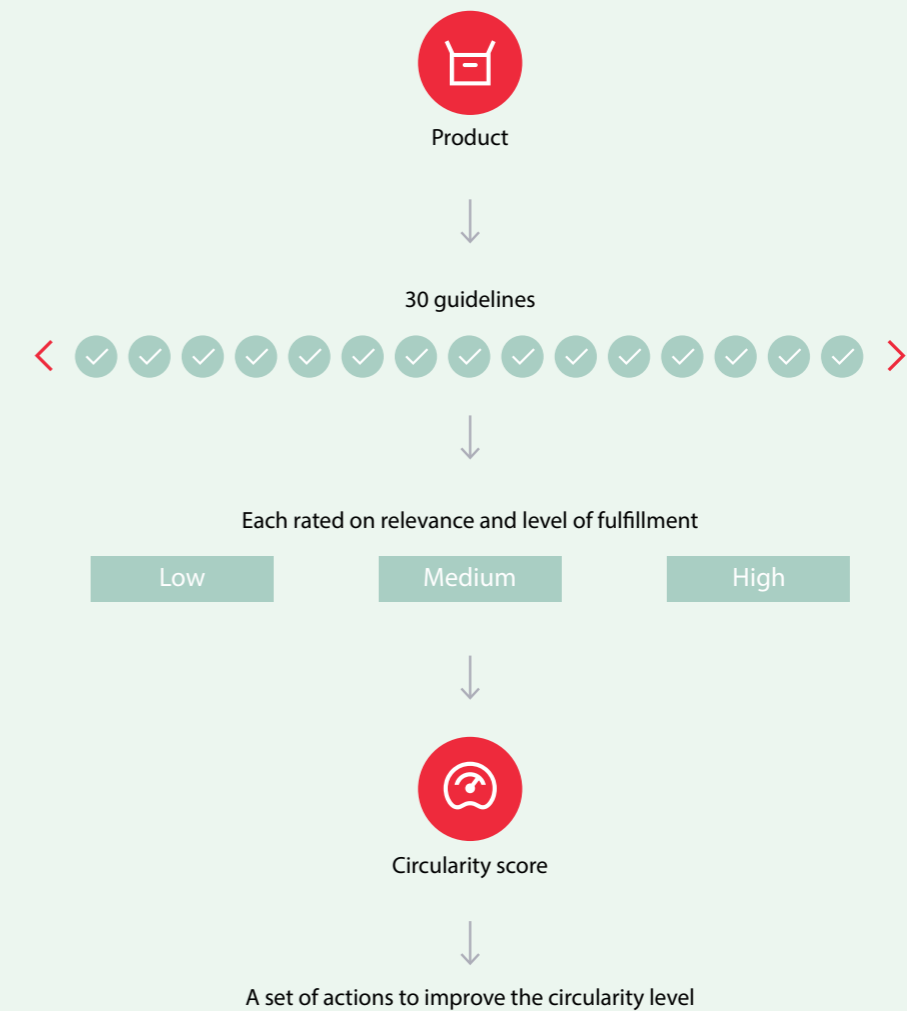 Product
30 guidelines
Each rated on relevance and level of fulfillment
Low
Medium
High
Circularity score
A set of actions to improve the circularity level